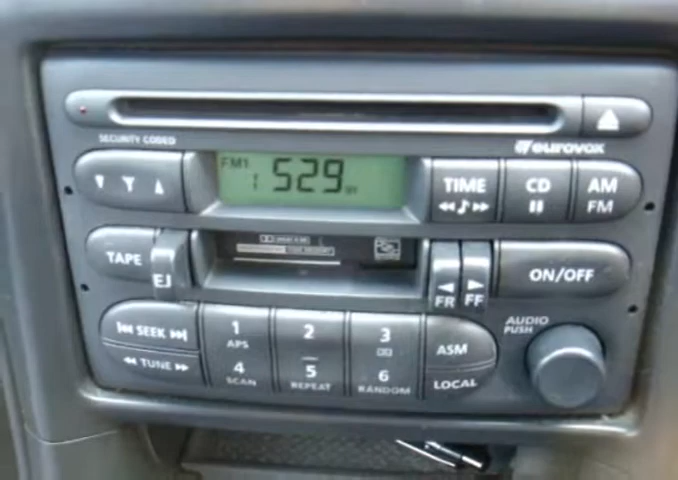 SECURITY CODED
eurovox
FM1
1 529
TIME CD AM
FM
TAPE EJ FR FF ON/OFF
SEEK 1 2 3 ASM AUDIO
APS PUSH
TUNE 4 5 6 LOCAL
SCAN REPEAT RANDOM